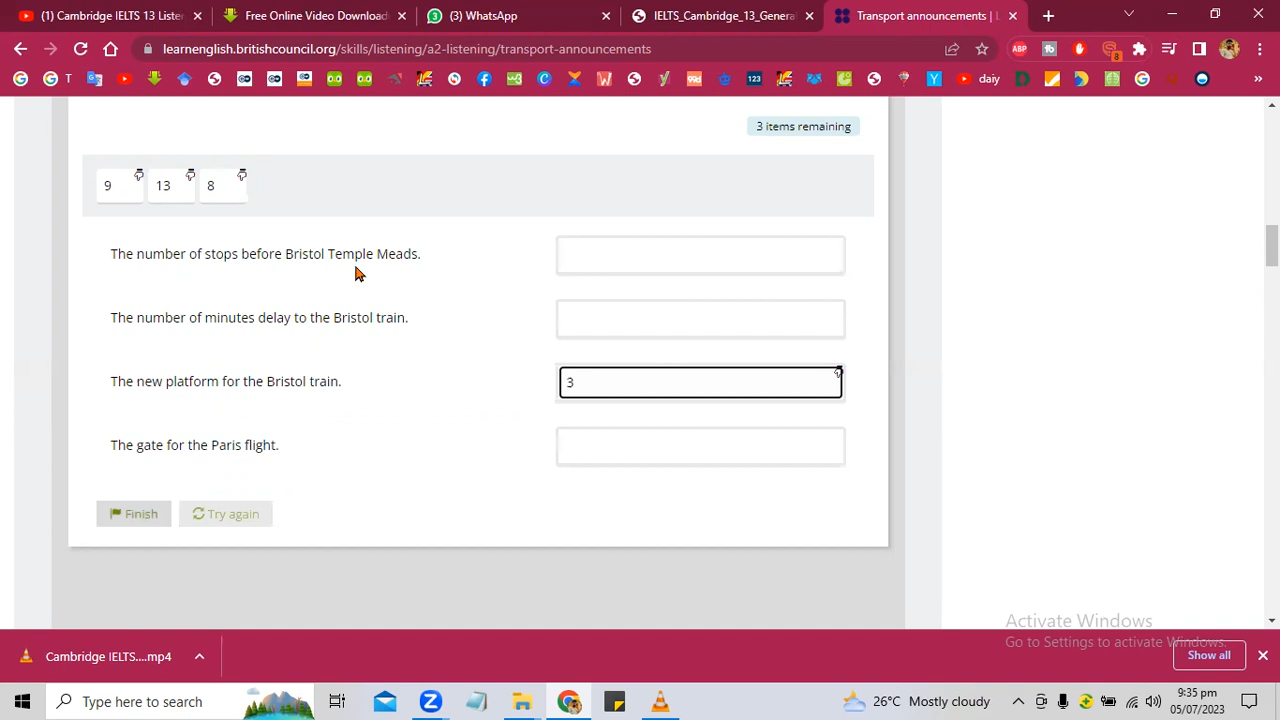 (1) Cambridge IELTS 13 Liste
Free Online Video Download
(3) WhatsApp
IELTS_Cambridge_13_Genera
Transport announcements | L
learnenglish.britishcouncil.org/skills/listening/a2-listening/transport-announcements
daiy
3 items remaining
9 13 8
The number of stops before Bristol Temple Meads.
The number of minutes delay to the Bristol train.
The new platform for the Bristol train. 3
The gate for the Paris flight.
Finish Try again
Activate Windows
Go to Settings to activate Windows.
Cambridge IELTS....mp4
Show all
Type here to search
26°C Mostly cloudy
9:35 pm
05/07/2023